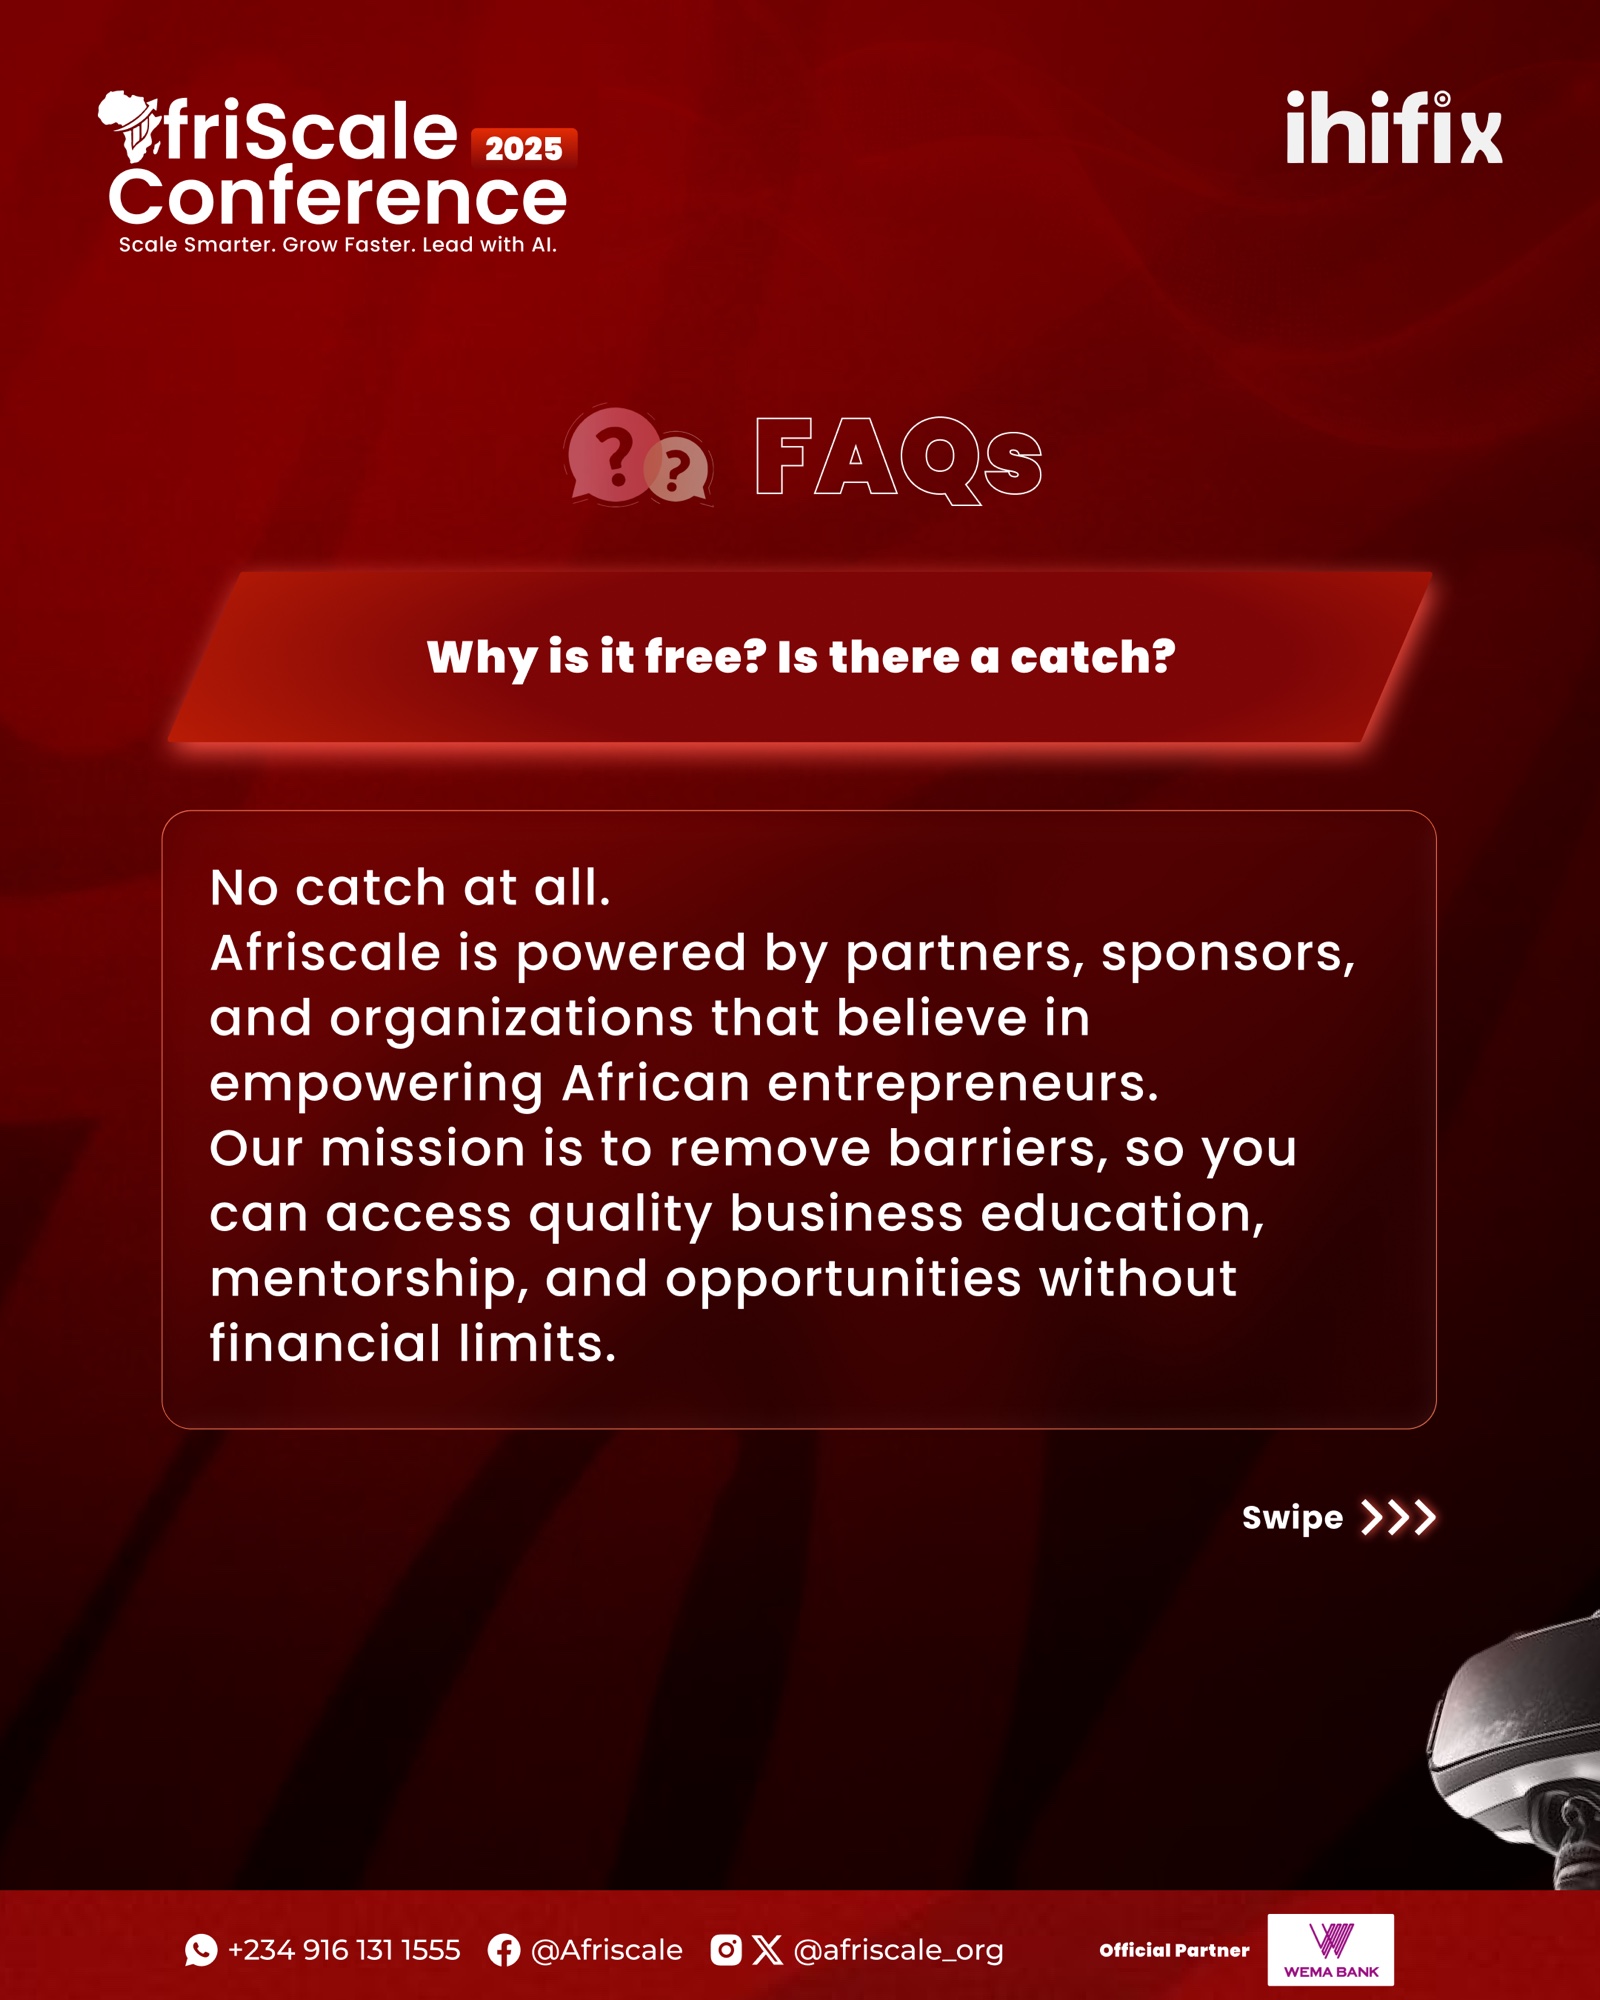 AfriScale 2025
Conference
Scale Smarter. Grow Faster. Lead with AI.
ihifix
? ? FAQs
Why is it free? Is there a catch?
No catch at all.
Afriscale is powered by partners, sponsors,
and organizations that believe in
empowering African entrepreneurs.
Our mission is to remove barriers, so you
can access quality business education,
mentorship, and opportunities without
financial limits.
Swipe
+234 916 131 1555 @Afriscale @afriscale_org Official Partner
WEMA BANK